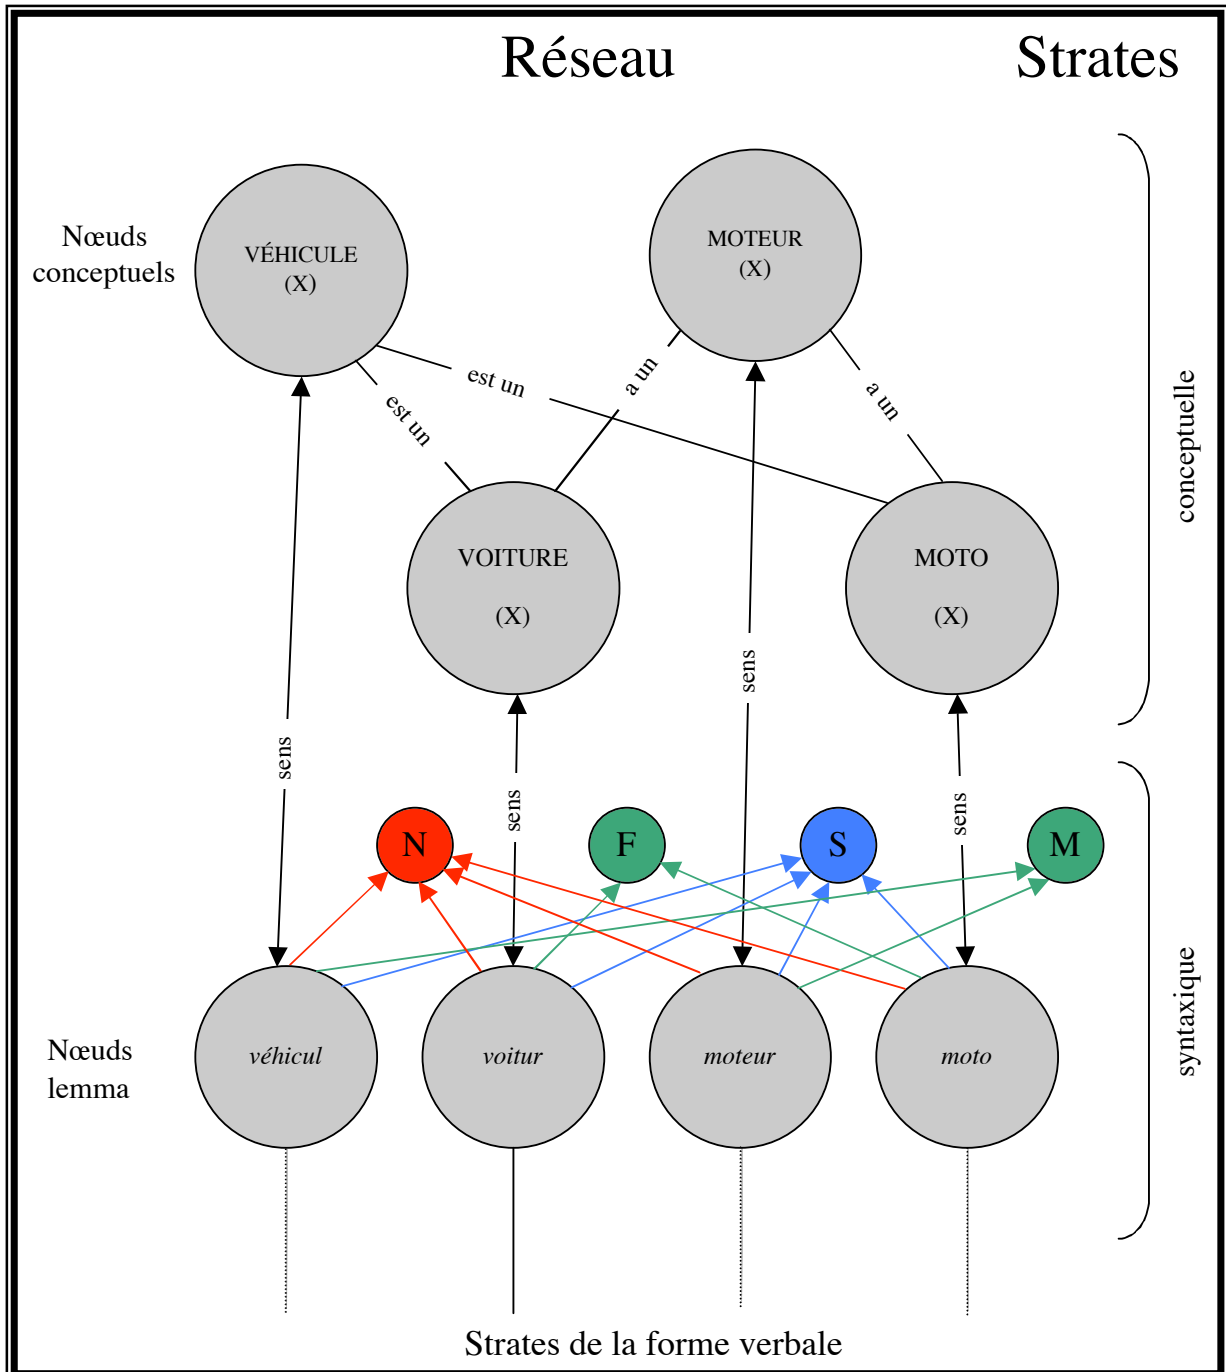 Réseau
Strates
Nœuds
conceptuels
VÉHICULE
(X)
MOTEUR
(X)
est un
est un
a un
a un
conceptuelle
VOITURE
(X)
MOTO
(X)
sens
sens
sens
sens
N
F
S
M
syntaxique
Nœuds
lemma
véhicul
voitur
moteur
moto
Strates de la forme verbale